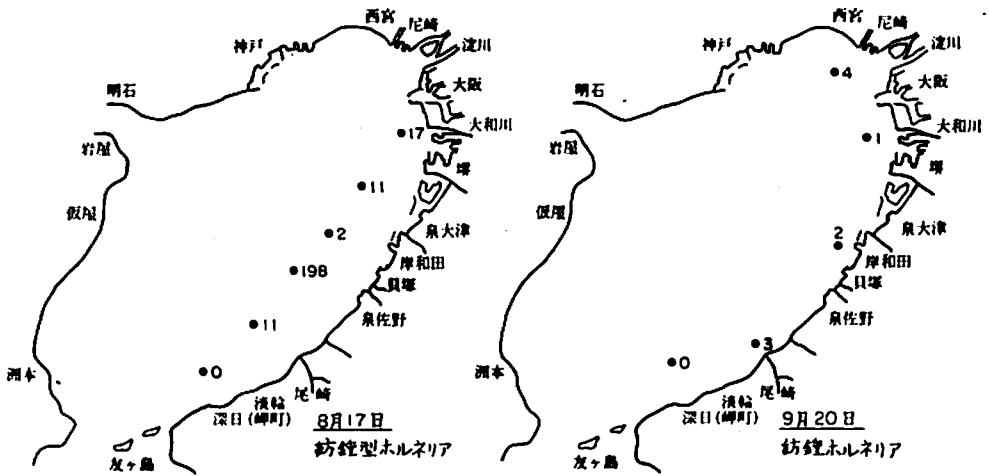 西宮
尼崎
神戸
淀川
大阪
明石
大和川
17
岩屋
堺
11
仮屋
2
泉大津
岸和田
198
貝塚
11
泉佐野
洲本
0
尾崎
淡輪
深日(岬町)
友ヶ島
8月17日
紡錘型ホルネリア
西宮
尼崎
神戸
淀川
4
大阪
明石
大和川
1
岩屋
堺
仮屋
2
泉大津
岸和田
貝塚
泉佐野
3
0
洲本
尾崎
淡輪
深日(岬町)
友ヶ島
9月20日
紡錘ホルネリア